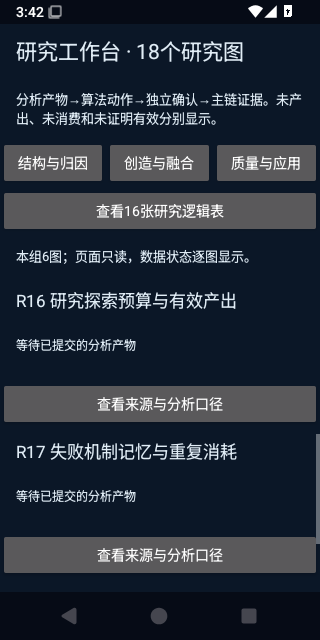 3:42
研究工作台 · 18个研究图
分析产物→算法动作→独立确认→主链证据。未产
出、未消费和未证明有效分别显示。
结构与归因 创造与融合 质量与应用
查看16张研究逻辑表
本组6图；页面只读，数据状态逐图显示。
R16 研究探索预算与有效产出
等待已提交的分析产物
查看来源与分析口径
R17 失败机制记忆与重复消耗
等待已提交的分析产物
查看来源与分析口径